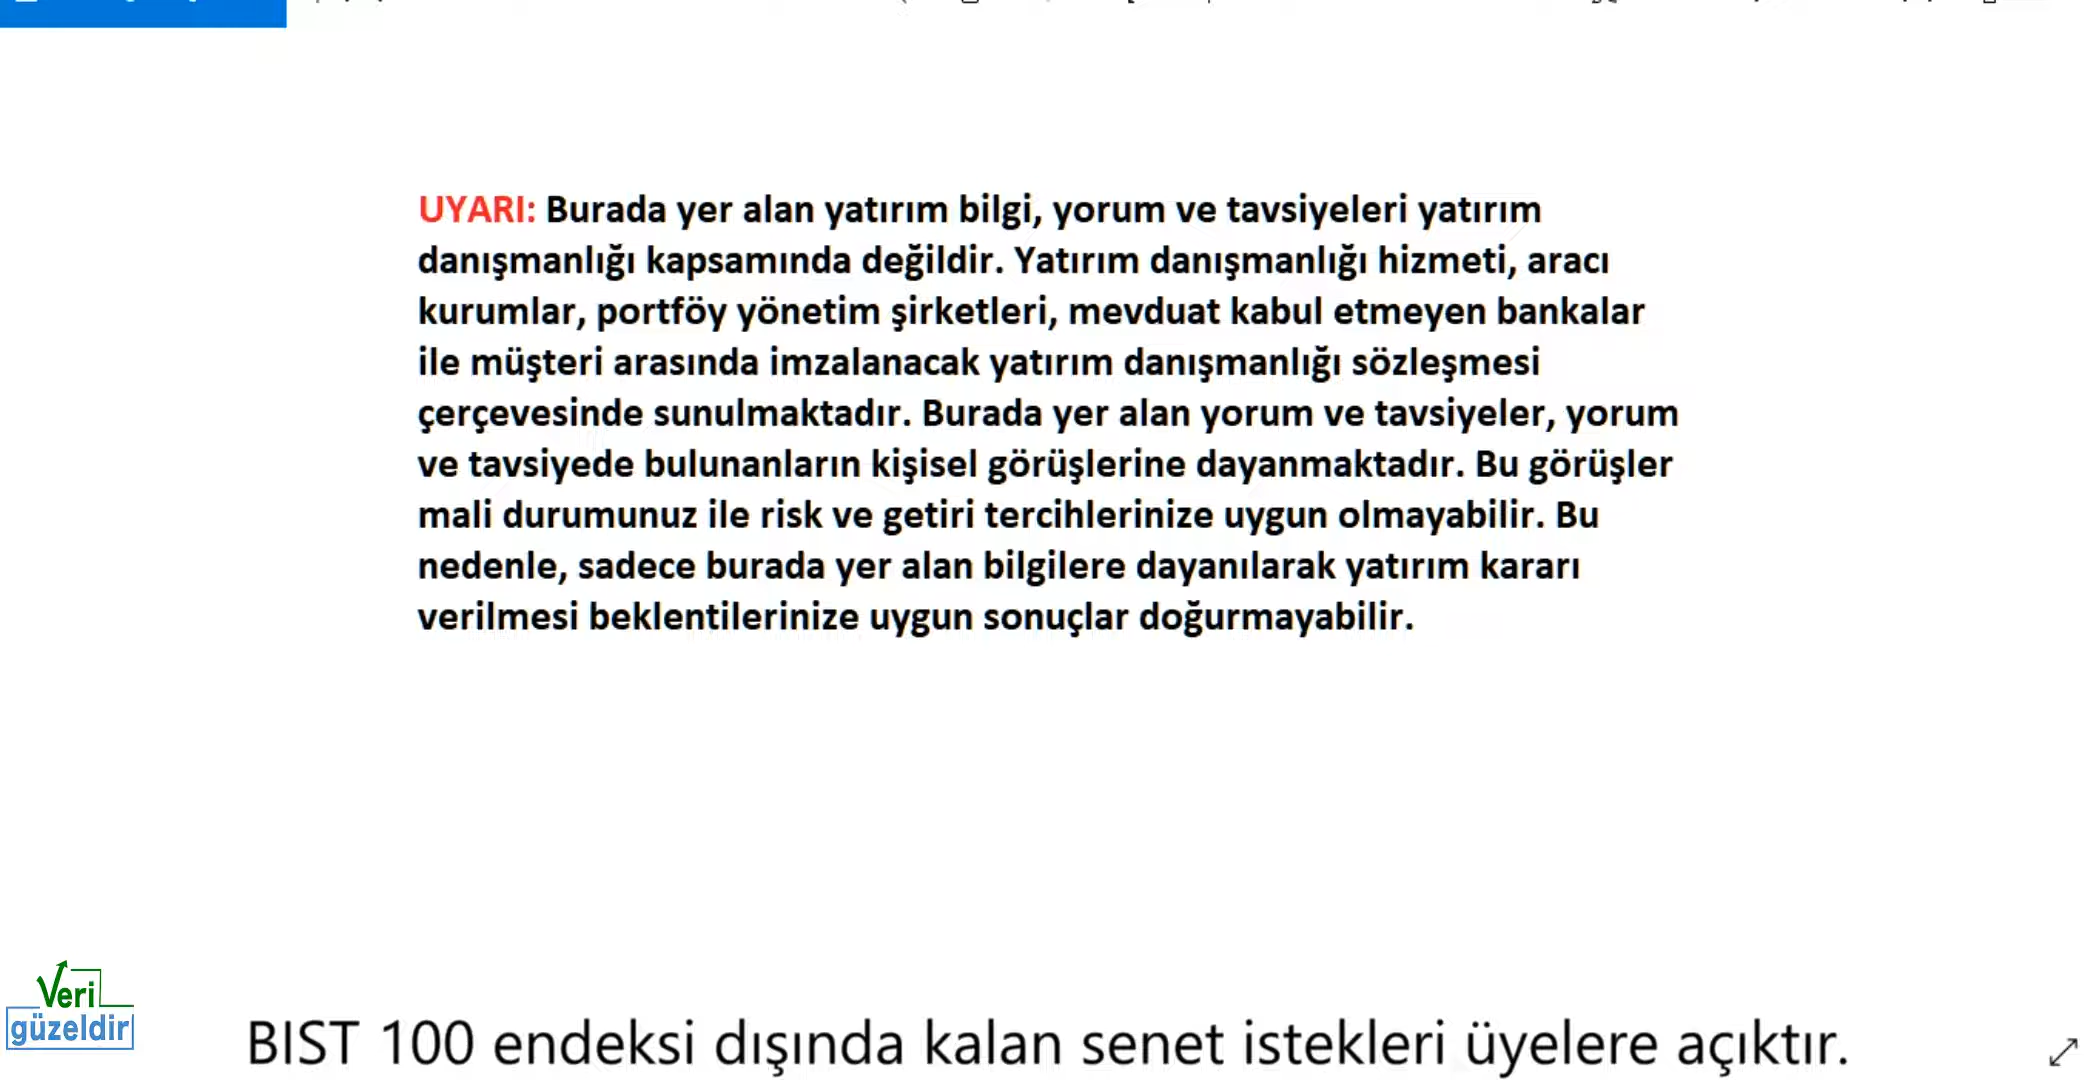 UYARI: Burada yer alan yatırım bilgi, yorum ve tavsiyeleri yatırım
danışmanlığı kapsamında değildir. Yatırım danışmanlığı hizmeti, aracı
kurumlar, portföy yönetim şirketleri, mevduat kabul etmeyen bankalar
ile müşteri arasında imzalanacak yatırım danışmanlığı sözleşmesi
çerçevesinde sunulmaktadır. Burada yer alan yorum ve tavsiyeler, yorum
ve tavsiyede bulunanların kişisel görüşlerine dayanmaktadır. Bu görüşler
mali durumunuz ile risk ve getiri tercihlerinize uygun olmayabilir. Bu
nedenle, sadece burada yer alan bilgilere dayanılarak yatırım kararı
verilmesi beklentilerinize uygun sonuçlar doğurmayabilir.
Veri
güzeldir
BIST 100 endeksi dışında kalan senet istekleri üyelere açıktır.